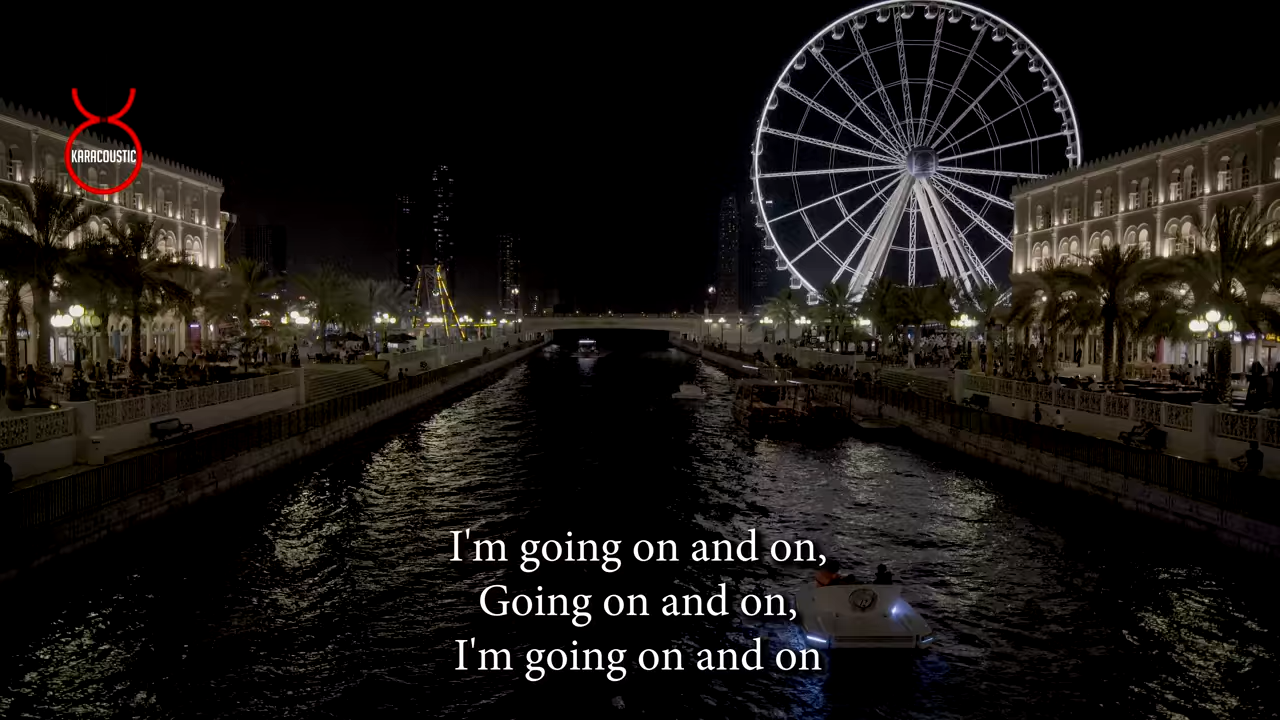 KARACOUSTIC
I'm going on and on,
Going on and on,
I'm going on and on